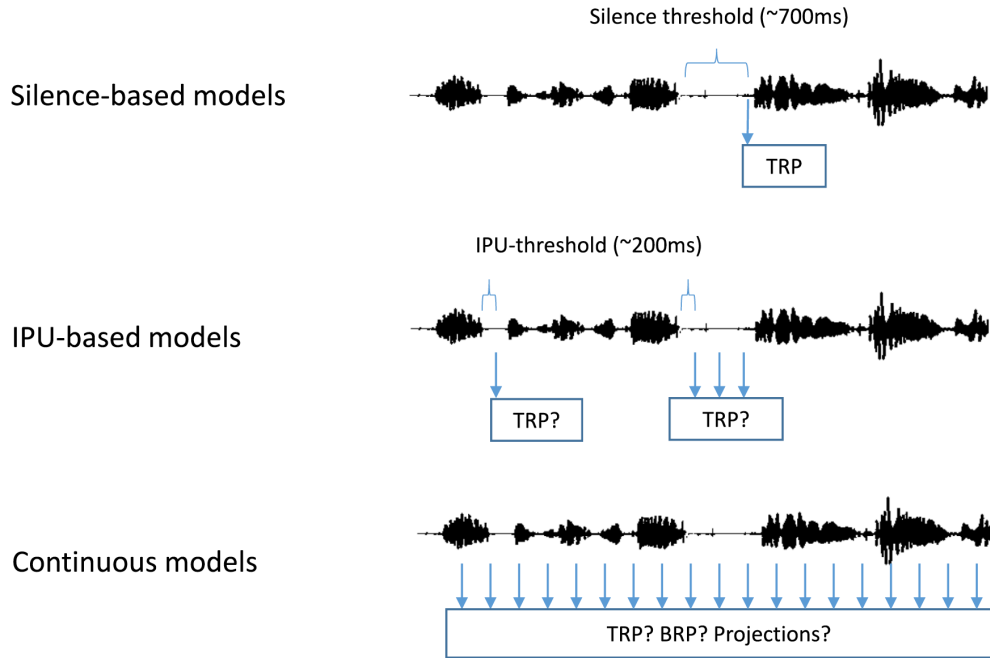 Silence threshold (~700ms)
Silence-based models
TRP
IPU-threshold (~200ms)
IPU-based models
TRP?
TRP?
Continuous models
TRP? BRP? Projections?